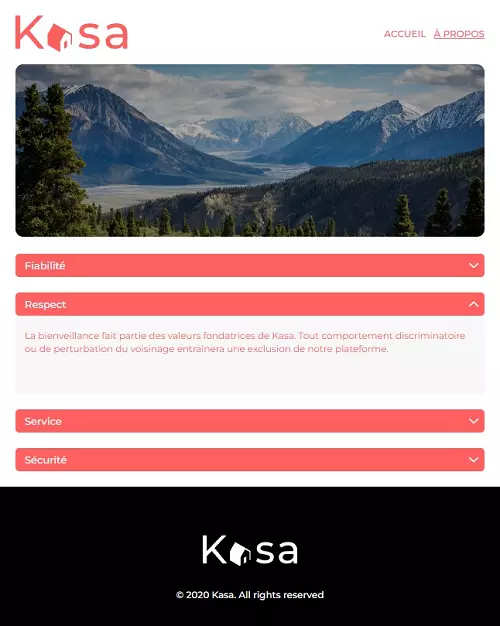 Kasa
ACCUEIL À PROPOS
Fiabilité
Respect
La bienveillance fait partie des valeurs fondatrices de Kasa. Tout comportement discriminatoire
ou de perturbation du voisinage entraînera une exclusion de notre plateforme.
Service
Sécurité
Kasa
© 2020 Kasa. All rights reserved